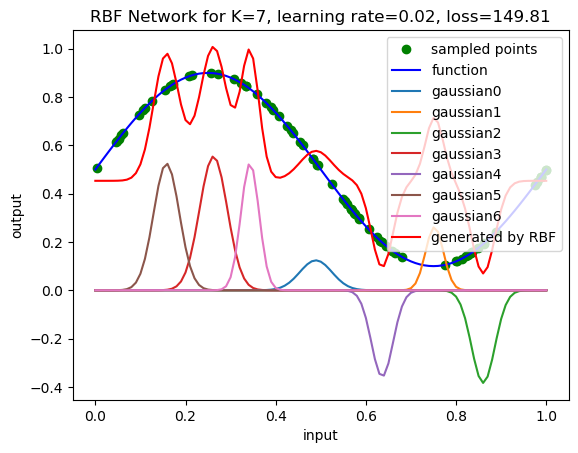 RBF Network for K=7, learning rate=0.02, loss=149.81
1.0
0.8
0.6
0.4
0.2
0.0
−0.2
−0.4
output
sampled points
function
gaussian0
gaussian1
gaussian2
gaussian3
gaussian4
gaussian5
gaussian6
generated by RBF
0.0 0.2 0.4 0.6 0.8 1.0
input